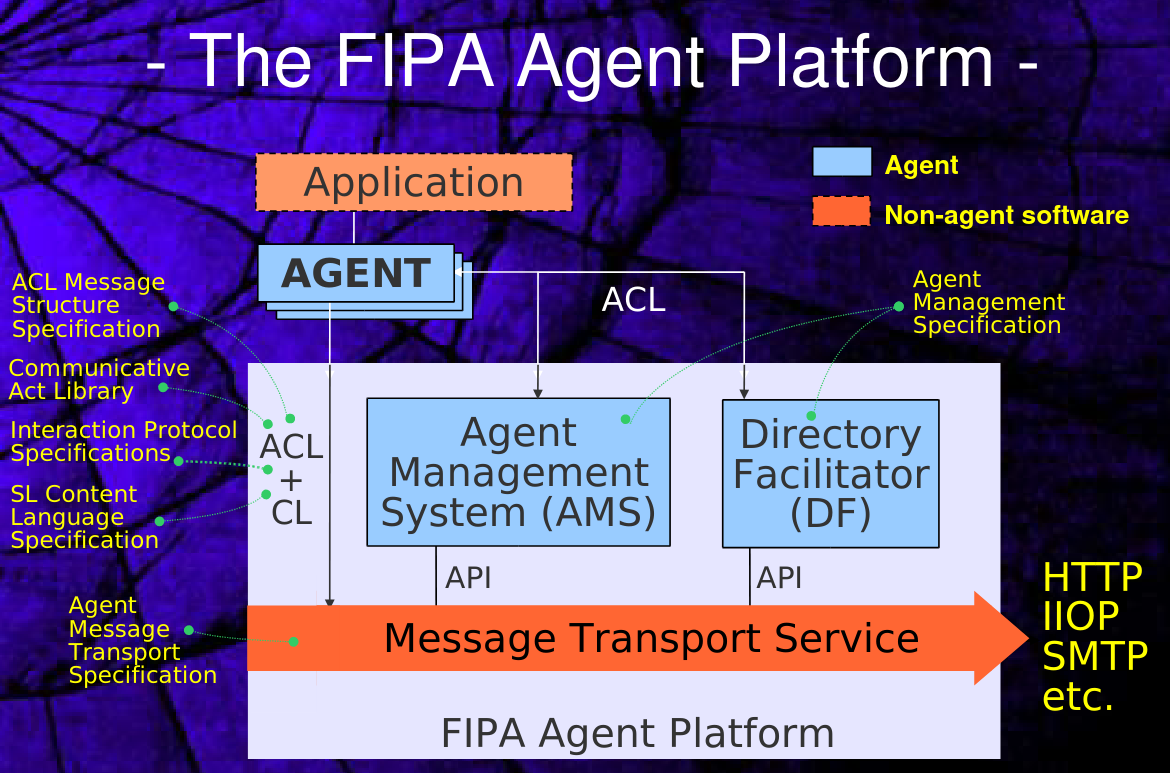 - The FIPA Agent Platform -
Application
Agent
Non-agent software
AGENT
ACL
Agent
Management
Specification
ACL Message
Structure
Specification
Communicative
Act Library
Interaction Protocol
Specifications
SL Content
Language
Specification
ACL
+
CL
Agent
Management
System (AMS)
Directory
Facilitator
(DF)
API
API
Agent
Message
Transport
Specification
Message Transport Service
HTTP
IIOP
SMTP
etc.
FIPA Agent Platform